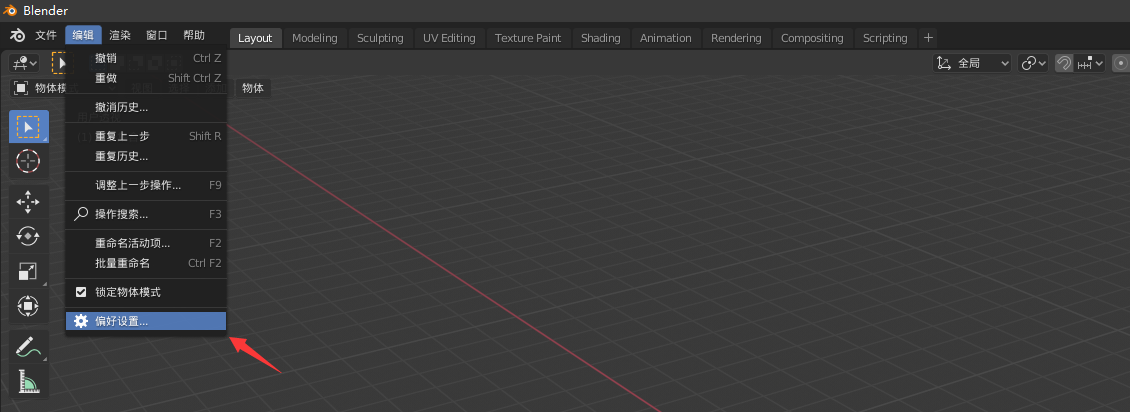 Blender
文件 编辑 渲染 窗口 帮助 Layout Modeling Sculpting UV Editing Texture Paint Shading Animation Rendering Compositing Scripting +
撤销 Ctrl Z
全局
重做 Shift Ctrl Z
物体模 物体
撤消历史...
重复上一步 Shift R
重复历史...
调整上一步操作... F9
操作搜索... F3
重命名活动项... F2
批量重命名 Ctrl F2
锁定物体模式
偏好设置...